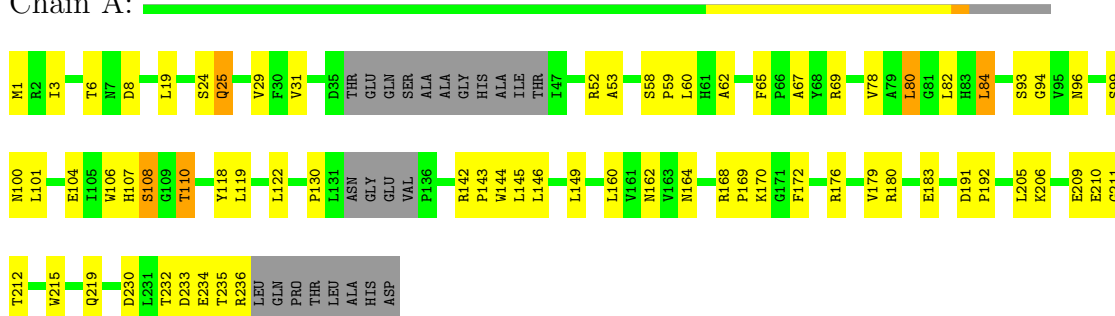 Chain A:
M1 R2 I3 T6 N7 D8 L19 S24 Q25 V29 F30 V31 D35 THR GLU GLN SER ALA ALA GLY HIS ALA ILE THR I47 R52 A53 S58 P59 L60 H61 A62 F65 P66 A67 Y68 R69 V78 A79 L80 G81 L82 H83 L84 S93 G94 V95 N96 S99
N100 L101 E104 I105 W106 H107 S108 G109 T110 Y118 L119 L122 P130 L131 ASN GLY GLU VAL P136 R142 P143 W144 L145 L146 L149 L160 V161 N162 V163 N164 R168 P169 K170 G171 F172 R176 V179 R180 E183 D191 P192 L205 K206 E209 E210 G211
T212 W215 Q219 D230 L231 T232 D233 E234 T235 R236 LEU GLN PRO THR LEU ALA HIS ASP